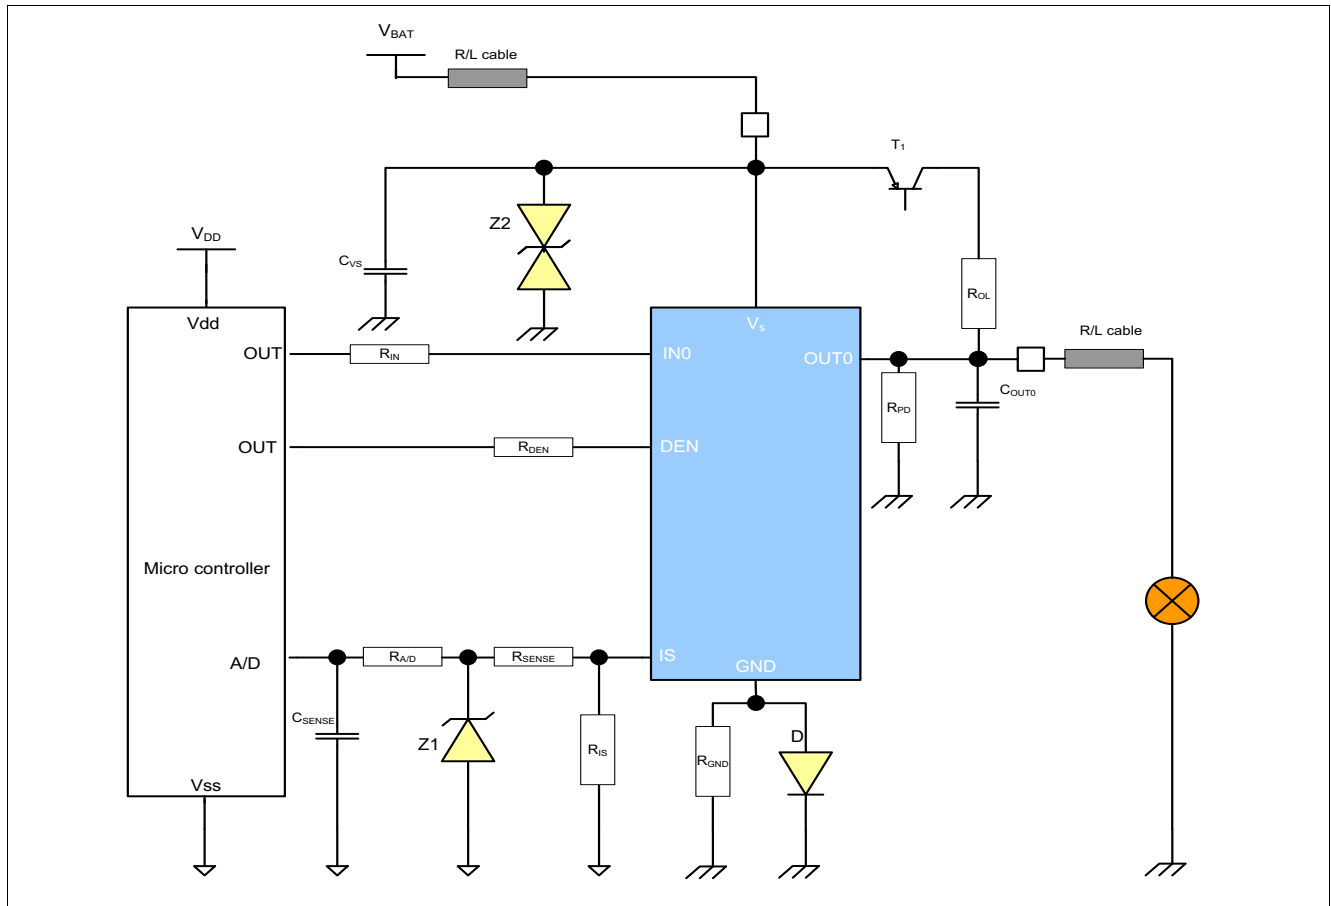 VBAT
R/L cable
T1
Z2
VDD
CVS
ROL
R/L cable
Vdd
Vs
OUT
RIN
IN0
OUT0
COUT0
RPD
OUT
RDEN
DEN
Micro controller
A/D
RA/D
RSENSE
IS
GND
CSENSE
Z1
RIS
RGND
D
Vss